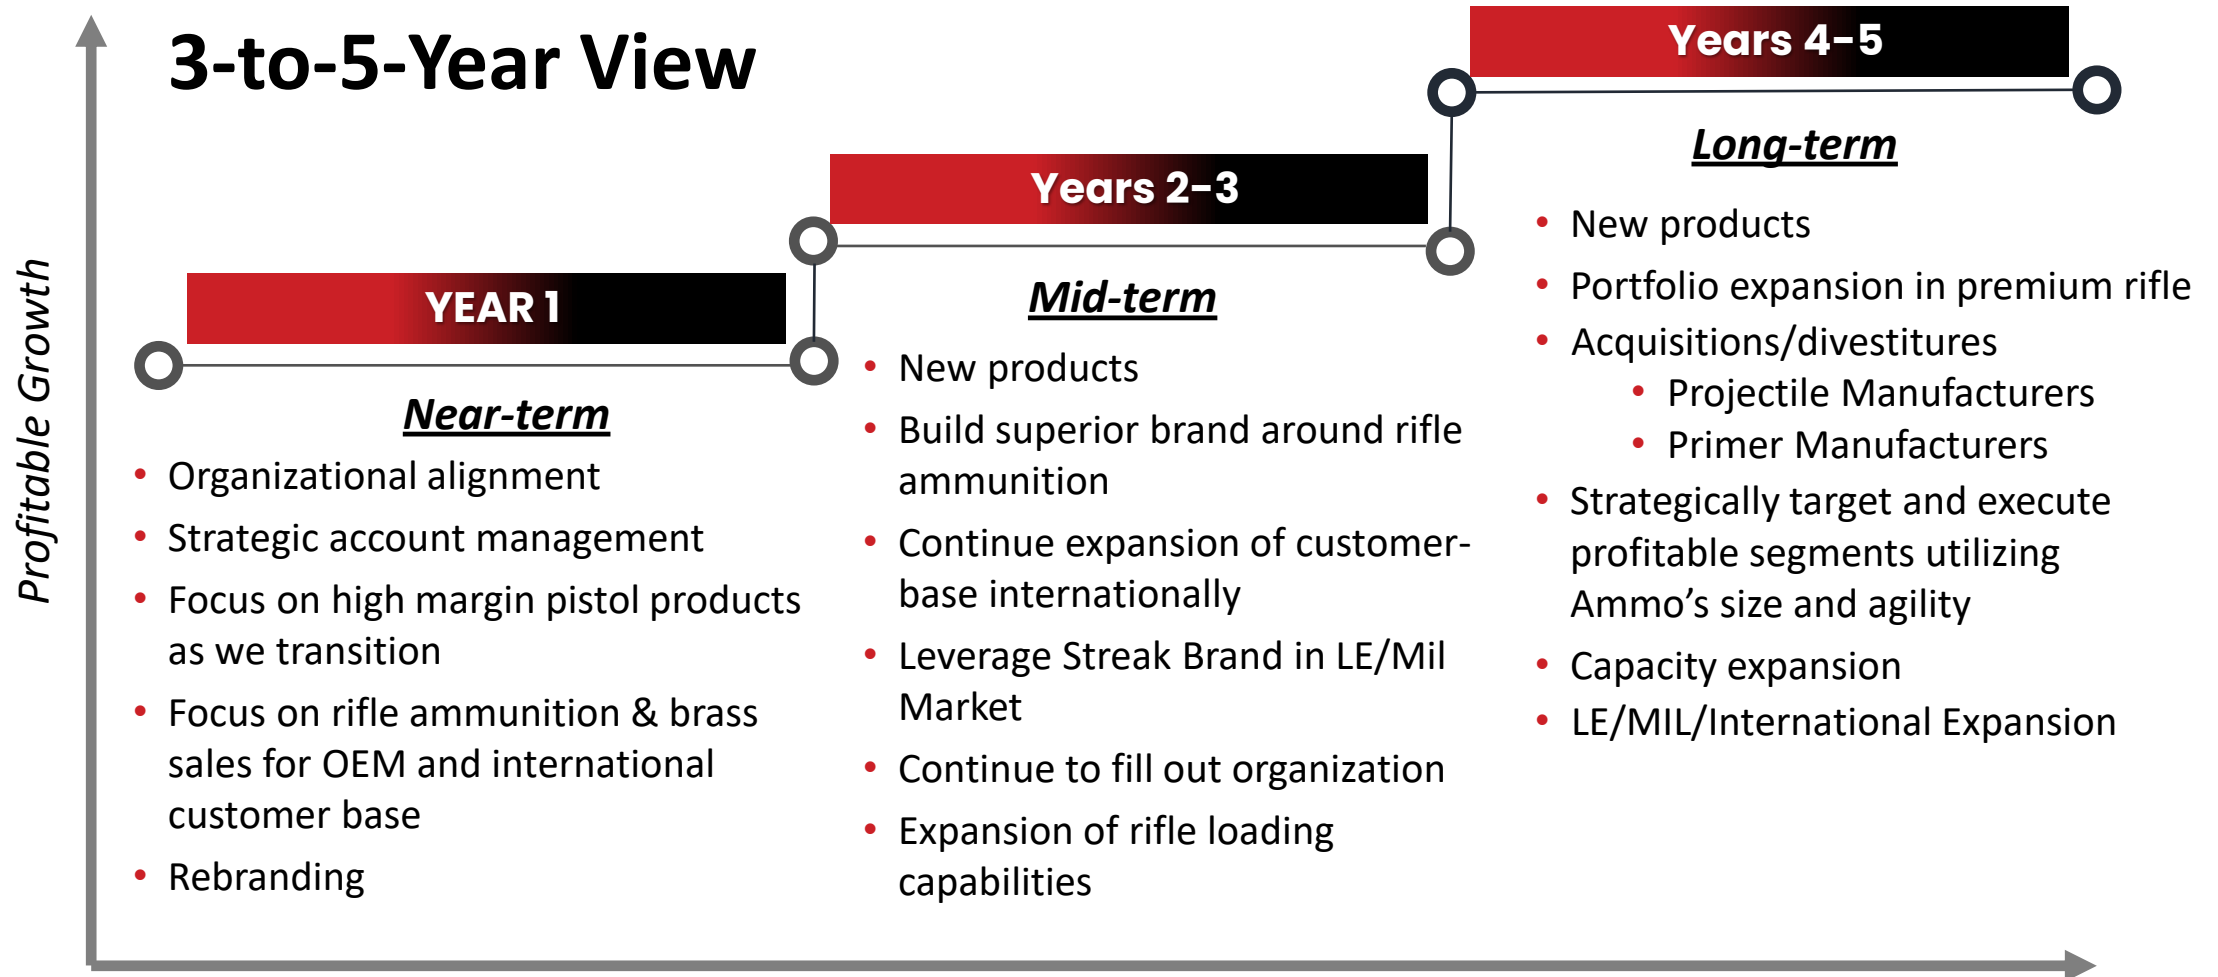 3-to-5-Year View
Profitable Growth
YEAR 1
Near-term
• Organizational alignment
• Strategic account management
• Focus on high margin pistol products
as we transition
• Focus on rifle ammunition & brass
sales for OEM and international
customer base
• Rebranding
Years 2-3
Mid-term
• New products
• Build superior brand around rifle
ammunition
• Continue expansion of customer-
base internationally
• Leverage Streak Brand in LE/Mil
Market
• Continue to fill out organization
• Expansion of rifle loading
capabilities
Years 4-5
Long-term
• New products
• Portfolio expansion in premium rifle
• Acquisitions/divestitures
• Projectile Manufacturers
• Primer Manufacturers
• Strategically target and execute
profitable segments utilizing
Ammo’s size and agility
• Capacity expansion
• LE/MIL/International Expansion